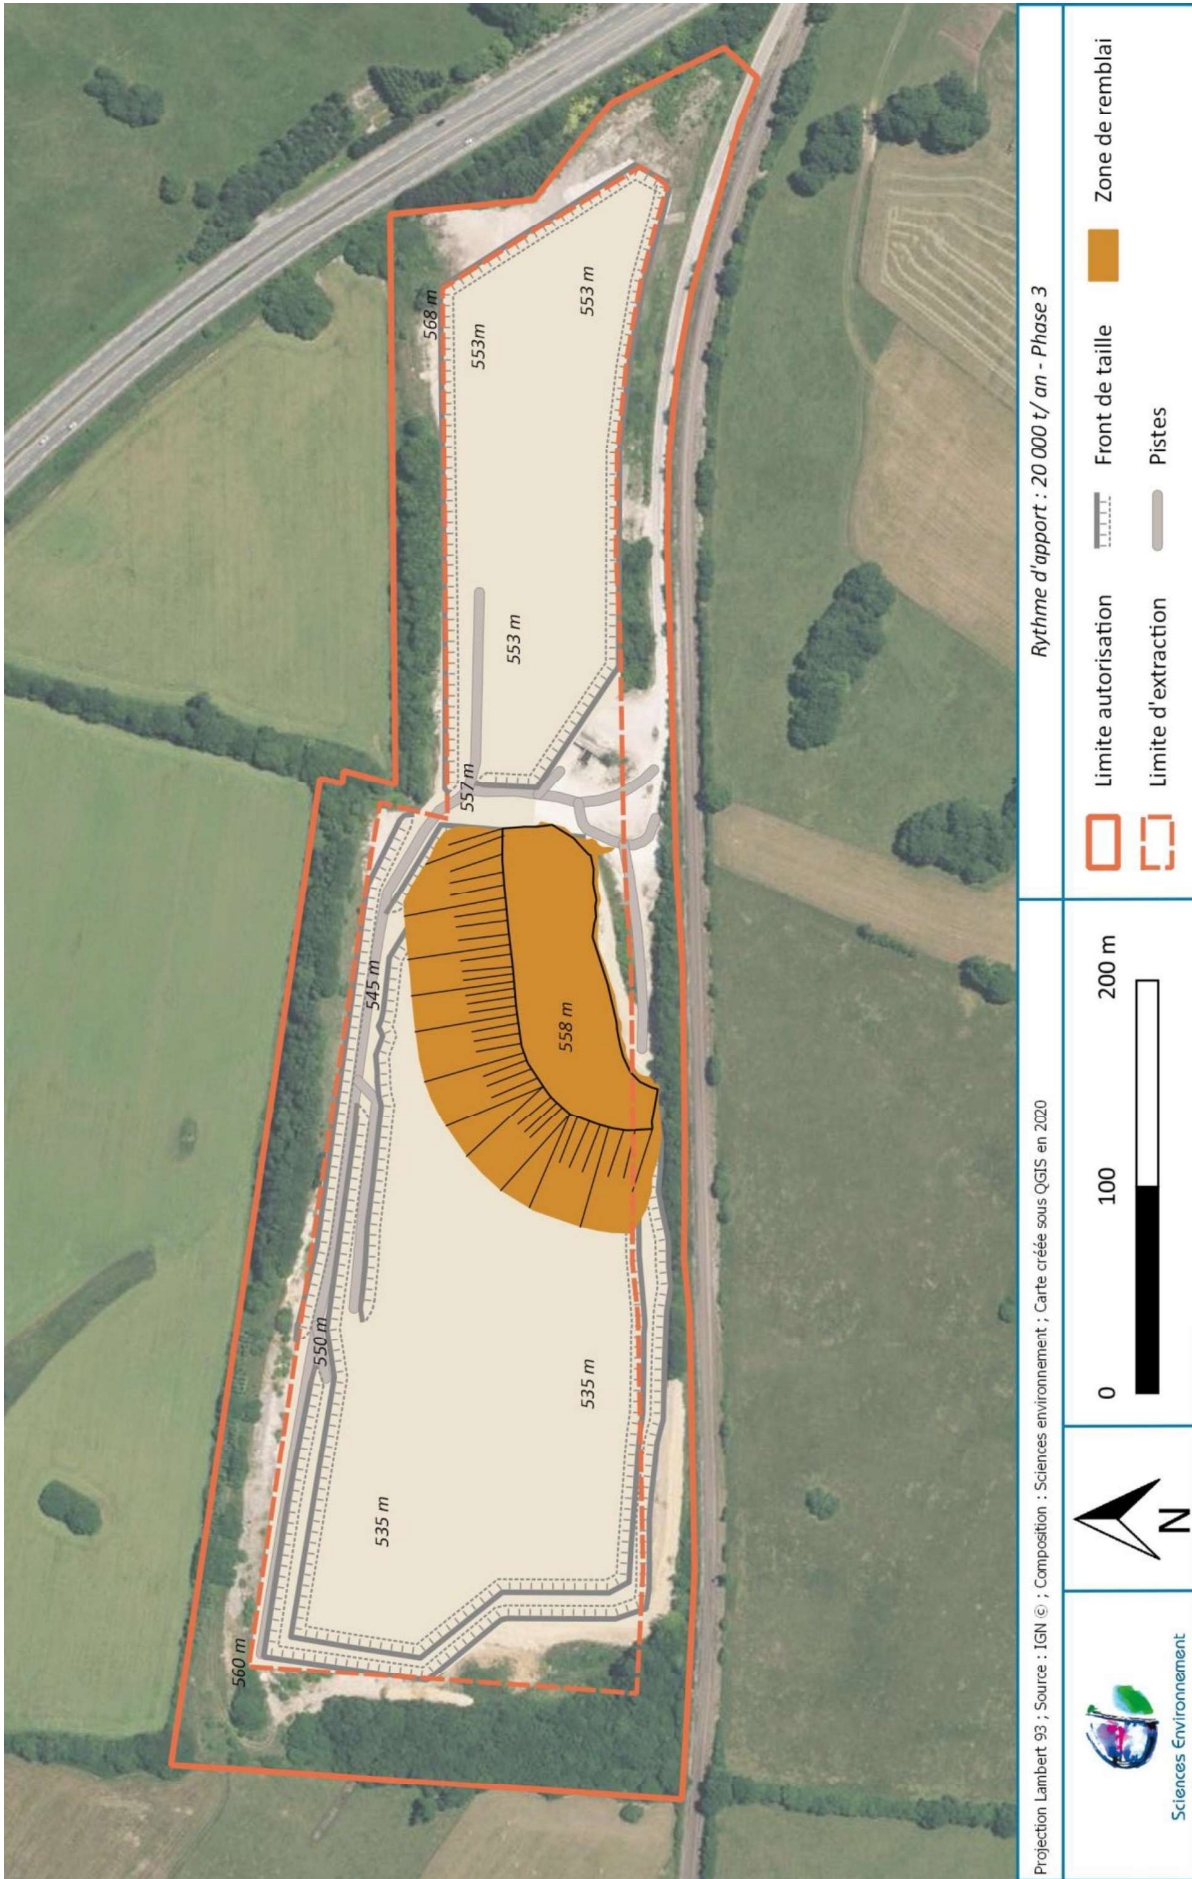 568 m
553m
553 m
553 m
557 m
545 m
558 m
550 m
535 m
535 m
560 m
Projection Lambert 93 ; Source : IGN © ; Composition : Sciences environnement ; Carte créée sous QGIS en 2020
Rythme d'apport : 20 000 t/ an - Phase 3
Sciences Environnement
N
0 100 200 m
Limite autorisation
Limite d'extraction
Front de taille
Pistes
Zone de remblai